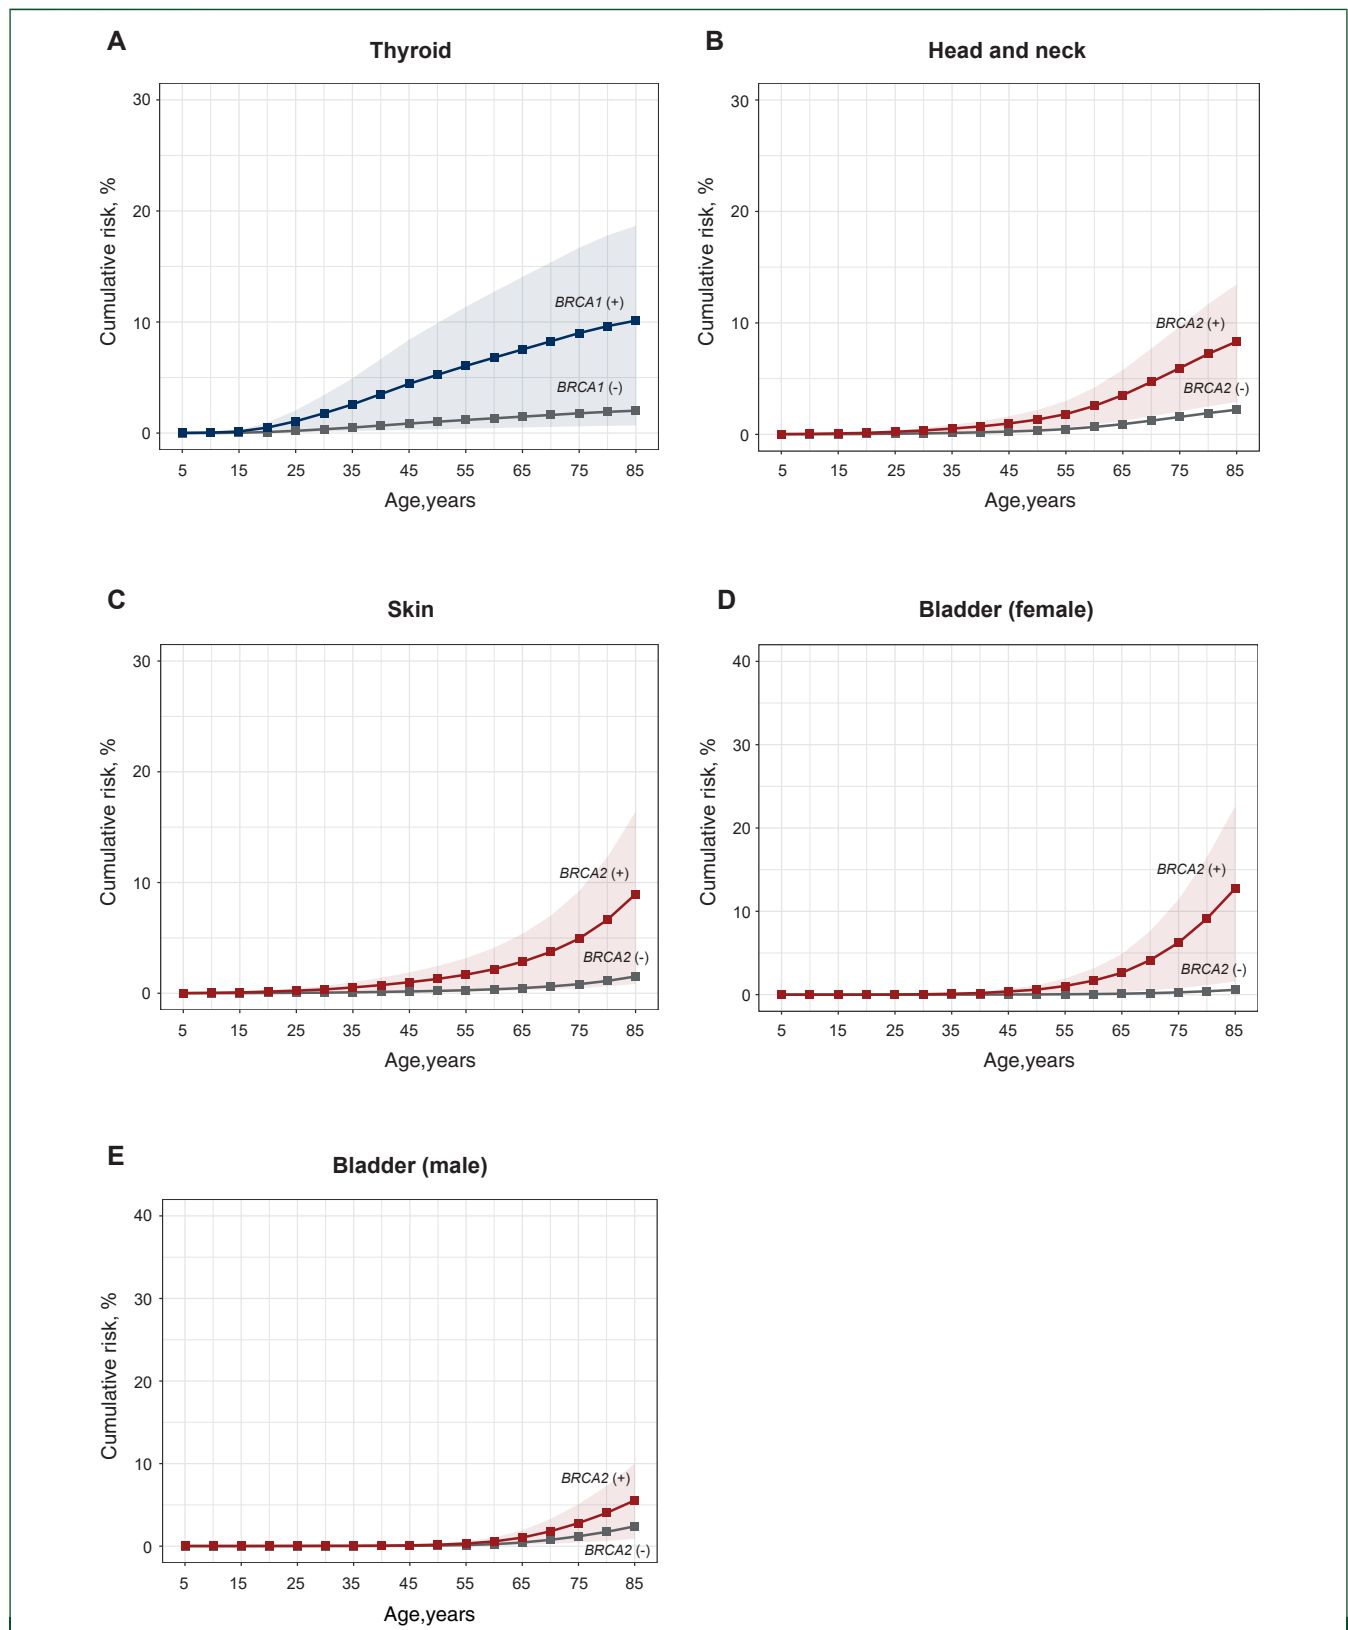 A
Thyroid
Cumulative risk, %
30
20
10
0
BRCA1 (+)
BRCA1 (-)
5 15 25 35 45 55 65 75 85
Age,years
B
Head and neck
Cumulative risk, %
30
20
10
0
BRCA2 (+)
BRCA2 (-)
5 15 25 35 45 55 65 75 85
Age,years
C
Skin
Cumulative risk, %
30
20
10
0
BRCA2 (+)
BRCA2 (-)
5 15 25 35 45 55 65 75 85
Age,years
D
Bladder (female)
Cumulative risk, %
40
30
20
10
0
BRCA2 (+)
BRCA2 (-)
5 15 25 35 45 55 65 75 85
Age,years
E
Bladder (male)
Cumulative risk, %
40
30
20
10
0
BRCA2 (+)
BRCA2 (-)
5 15 25 35 45 55 65 75 85
Age,years